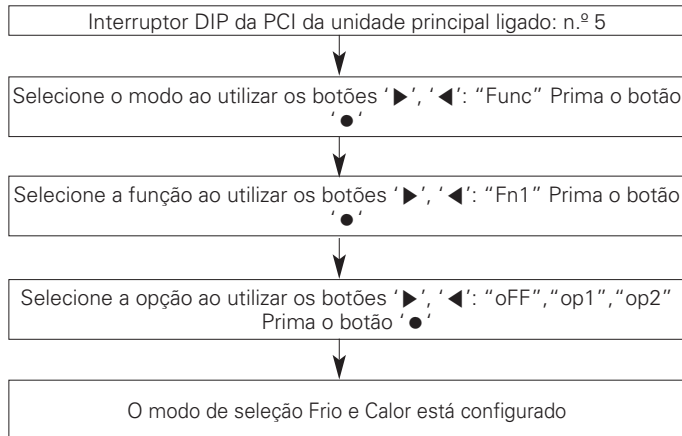 Interruptor DIP da PCI da unidade principal ligado: n.º 5
Selecione o modo ao utilizar os botões ‘▶’, ‘◀’: “Func” Prima o botão
‘●‘
Selecione a função ao utilizar os botões ‘▶’, ‘◀’: “Fn1” Prima o botão
‘●‘
Selecione a opção ao utilizar os botões ‘▶’, ‘◀’: “oFF”,“op1”,“op2”
Prima o botão ‘●‘
O modo de seleção Frio e Calor está configurado